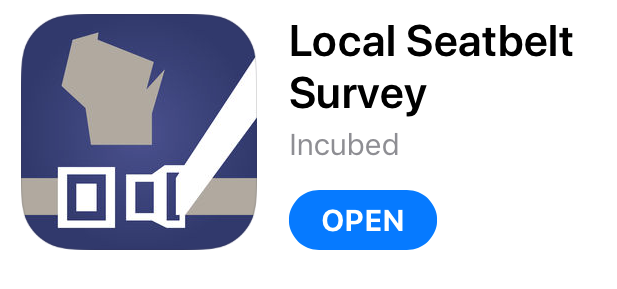 Local Seatbelt
Survey
Incubed
OPEN